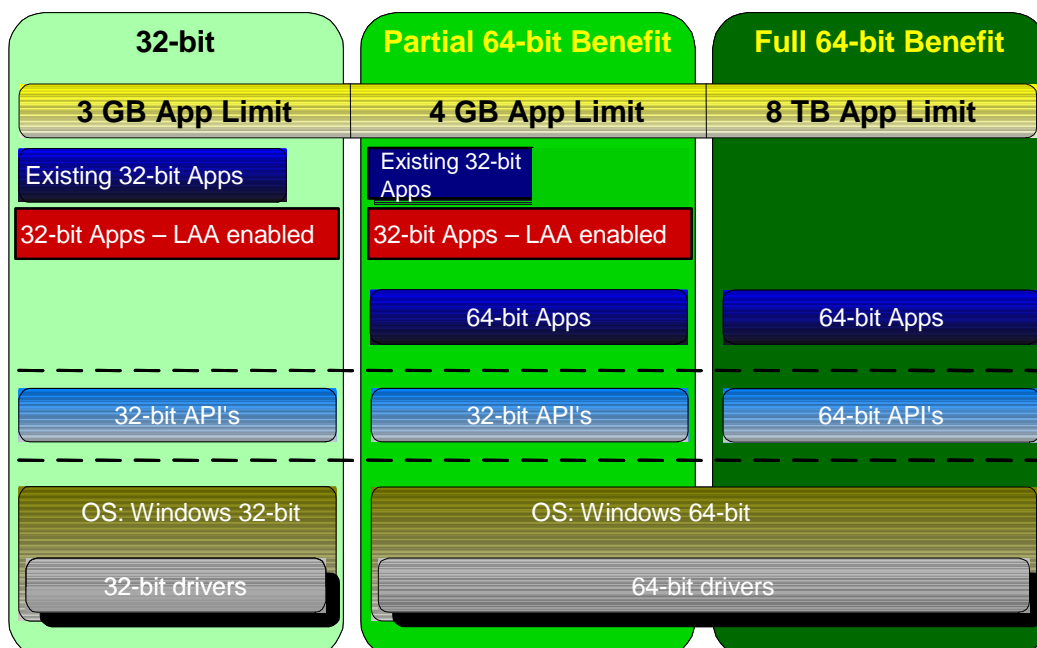 32-bit
Partial 64-bit Benefit
Full 64-bit Benefit
3 GB App Limit
4 GB App Limit
8 TB App Limit
Existing 32-bit Apps
Existing 32-bit
Apps
32-bit Apps – LAA enabled
32-bit Apps – LAA enabled
64-bit Apps
64-bit Apps
32-bit API's
32-bit API's
64-bit API's
OS: Windows 32-bit
OS: Windows 64-bit
32-bit drivers
64-bit drivers